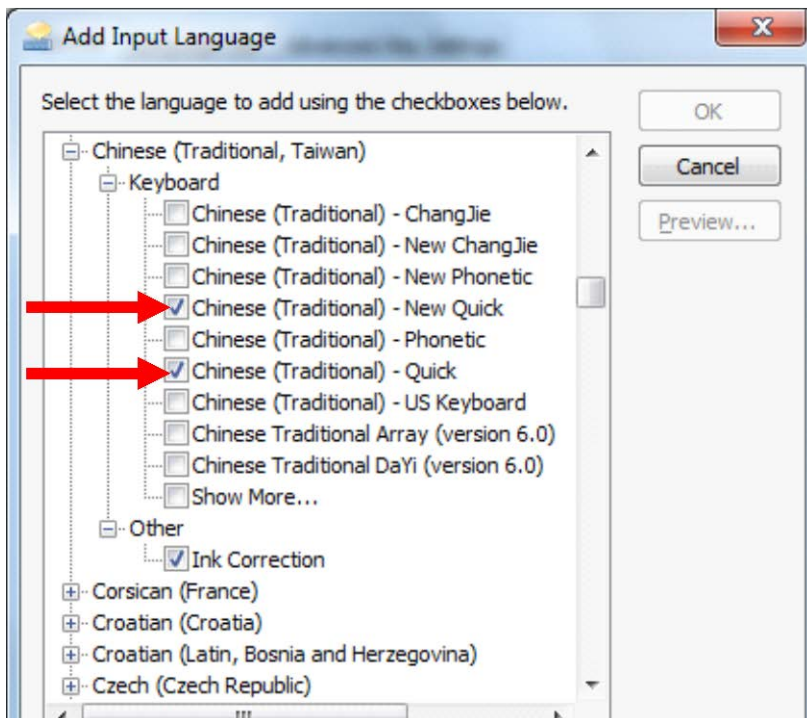 Add Input Language
Select the language to add using the checkboxes below.
OK
Cancel
Preview...
Chinese (Traditional, Taiwan)
Keyboard
Chinese (Traditional) - ChangJie
Chinese (Traditional) - New ChangJie
Chinese (Traditional) - New Phonetic
Chinese (Traditional) - New Quick
Chinese (Traditional) - Phonetic
Chinese (Traditional) - Quick
Chinese (Traditional) - US Keyboard
Chinese Traditional Array (version 6.0)
Chinese Traditional DaYi (version 6.0)
Show More...
Other
Ink Correction
Corsican (France)
Croatian (Croatia)
Croatian (Latin, Bosnia and Herzegovina)
Czech (Czech Republic)